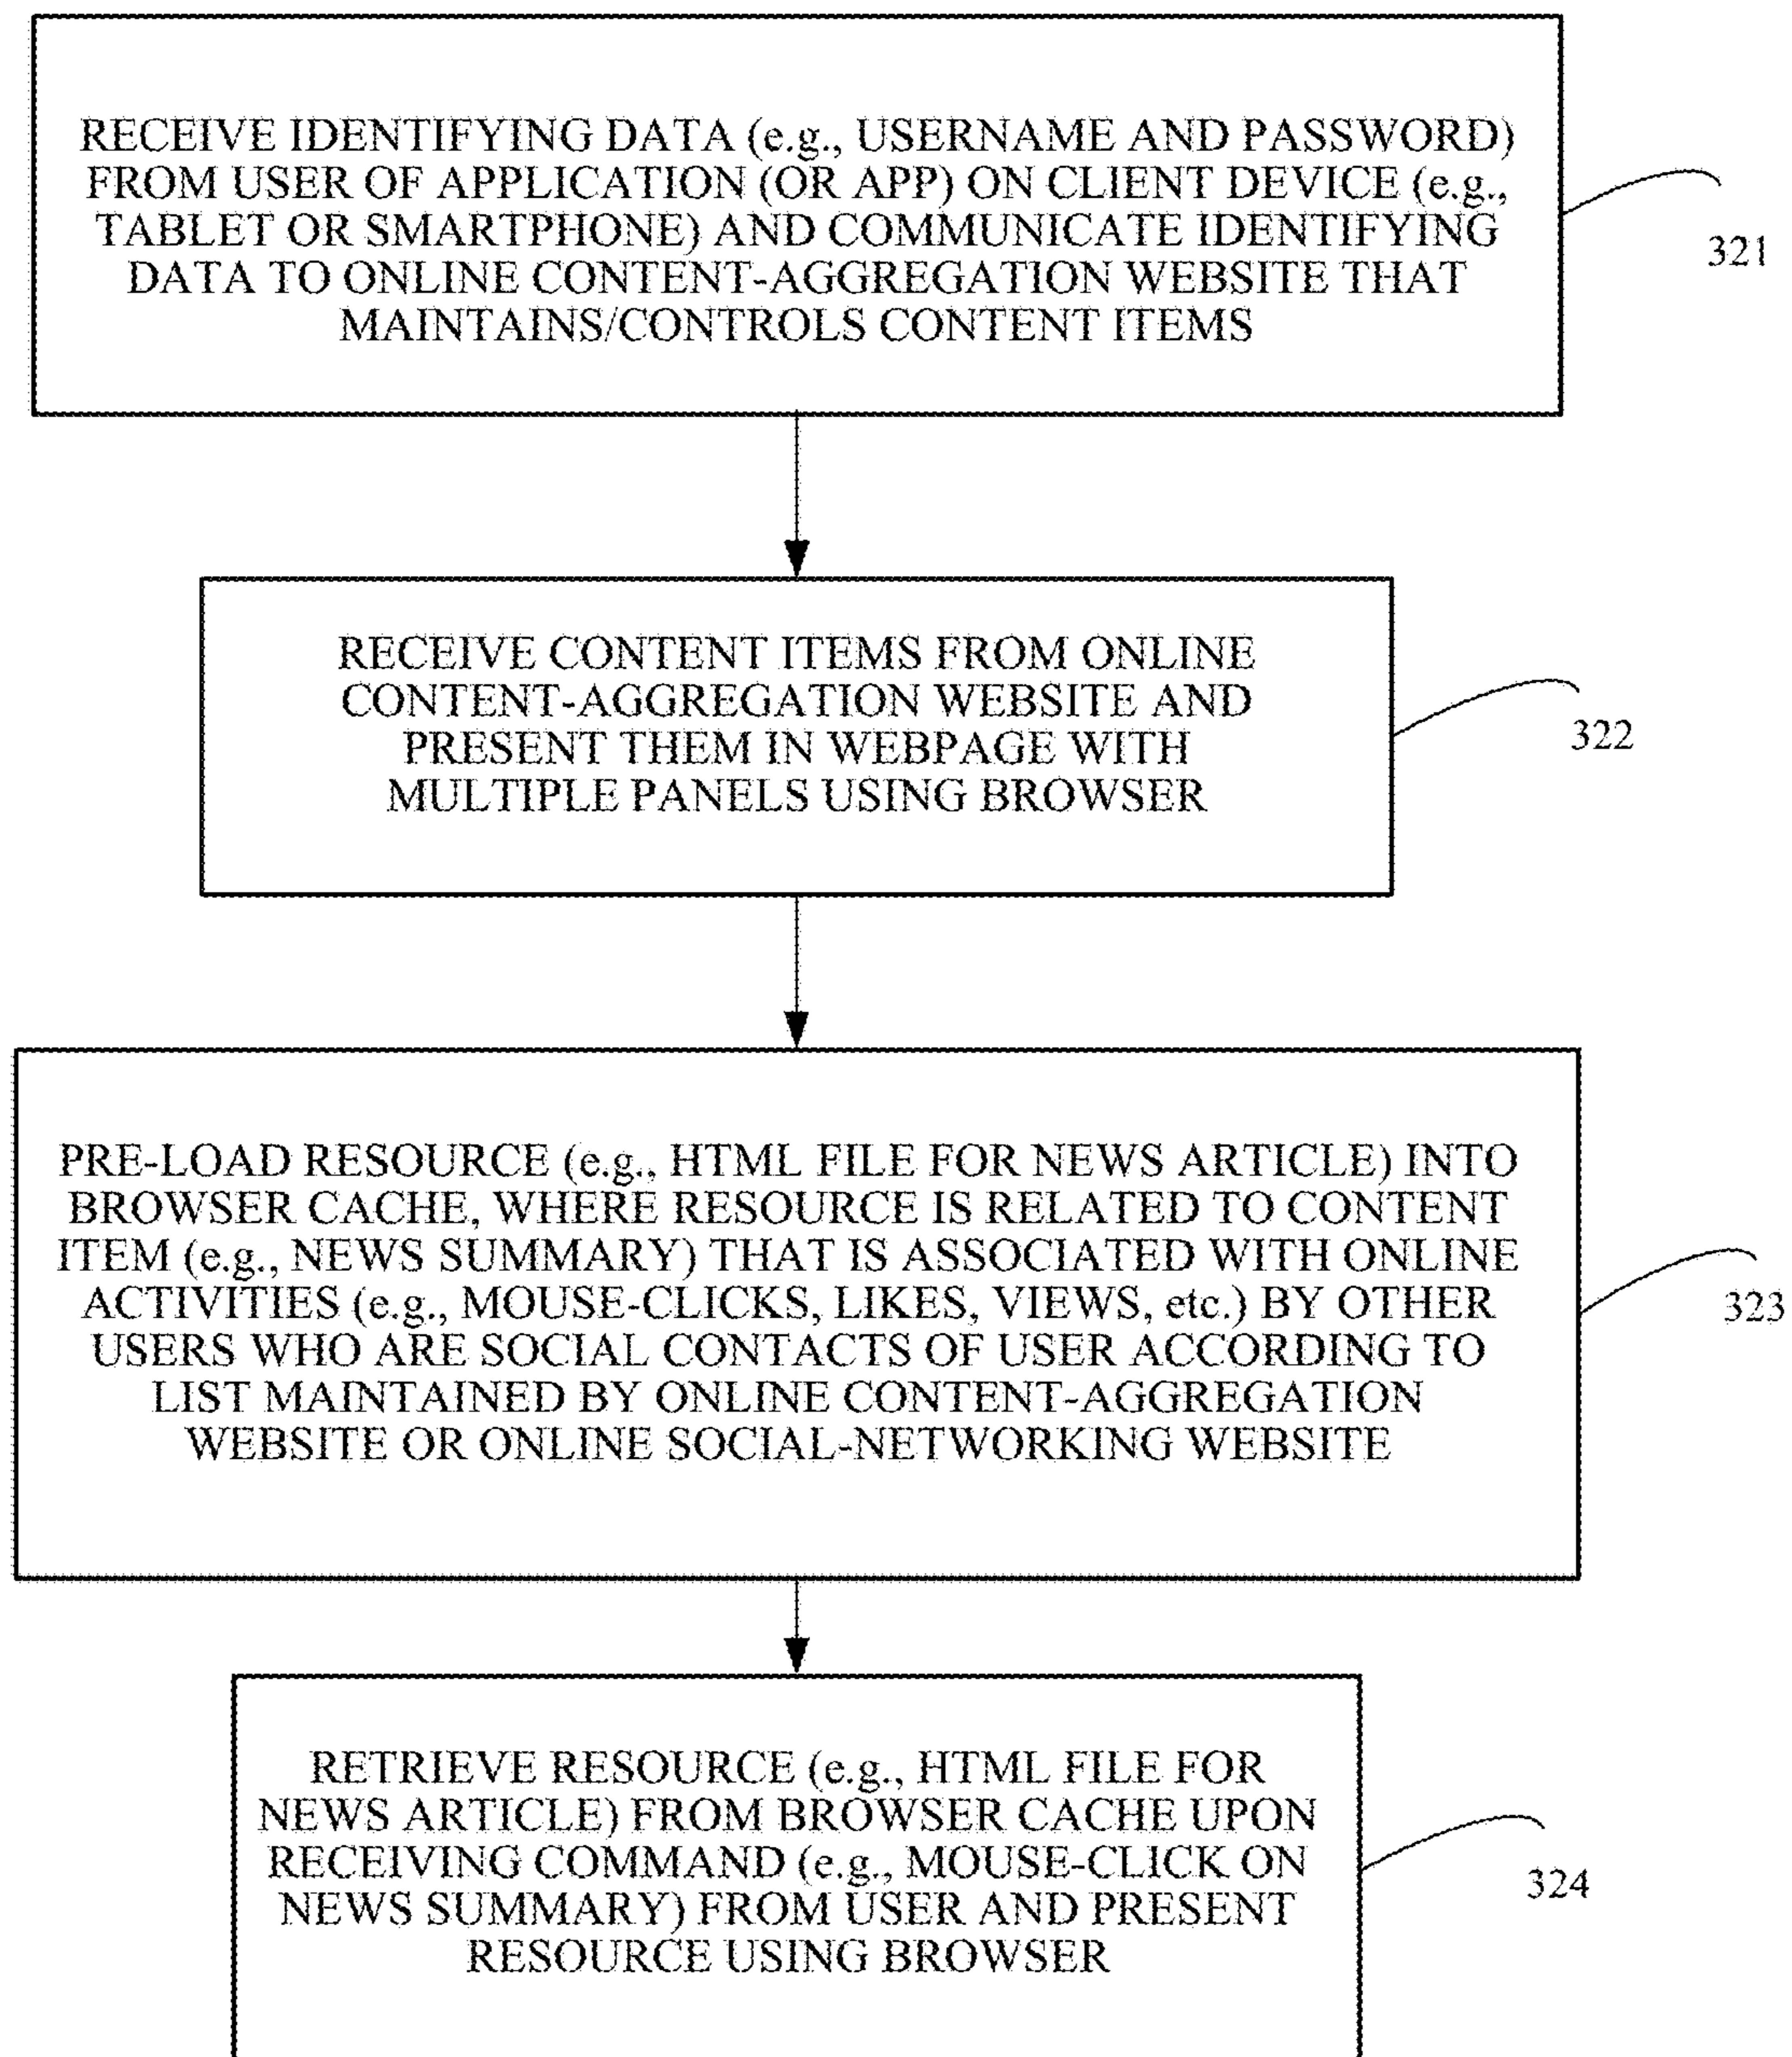 RECEIVE IDENTIFYING DATA (e.g., USERNAME AND PASSWORD)
FROM USER OF APPLICATION (OR APP) ON CLIENT DEVICE (e.g.,
TABLET OR SMARTPHONE) AND COMMUNICATE IDENTIFYING
DATA TO ONLINE CONTENT-AGGREGATION WEBSITE THAT
MAINTAINS/CONTROLS CONTENT ITEMS
321
RECEIVE CONTENT ITEMS FROM ONLINE
CONTENT-AGGREGATION WEBSITE AND
PRESENT THEM IN WEBPAGE WITH
MULTIPLE PANELS USING BROWSER
322
PRE-LOAD RESOURCE (e.g., HTML FILE FOR NEWS ARTICLE) INTO
BROWSER CACHE, WHERE RESOURCE IS RELATED TO CONTENT
ITEM (e.g., NEWS SUMMARY) THAT IS ASSOCIATED WITH ONLINE
ACTIVITIES (e.g., MOUSE-CLICKS, LIKES, VIEWS, etc.) BY OTHER
USERS WHO ARE SOCIAL CONTACTS OF USER ACCORDING TO
LIST MAINTAINED BY ONLINE CONTENT-AGGREGATION
WEBSITE OR ONLINE SOCIAL-NETWORKING WEBSITE
323
RETRIEVE RESOURCE (e.g., HTML FILE FOR
NEWS ARTICLE) FROM BROWSER CACHE UPON
RECEIVING COMMAND (e.g., MOUSE-CLICK ON
NEWS SUMMARY) FROM USER AND PRESENT
RESOURCE USING BROWSER
324